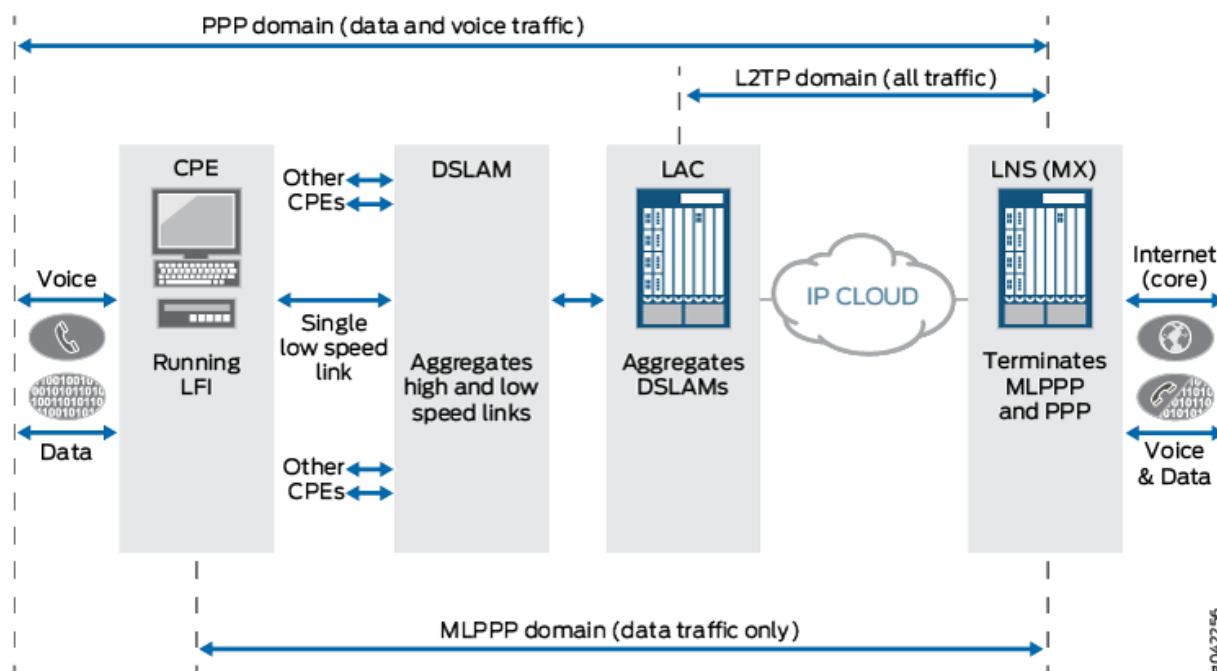 PPP domain (data and voice traffic)
L2TP domain (all traffic)
CPE
Other
CPEs
DSLAM
LAC
LNS (MX)
Voice
Data
Running
LFI
Single
low speed
link
Other
CPEs
Aggregates
high and low
speed links
Aggregates
DSLAMs
IP CLOUD
Terminates
MLPPP
and PPP
Internet
(core)
Voice
& Data
MLPPP domain (data traffic only)
g042256